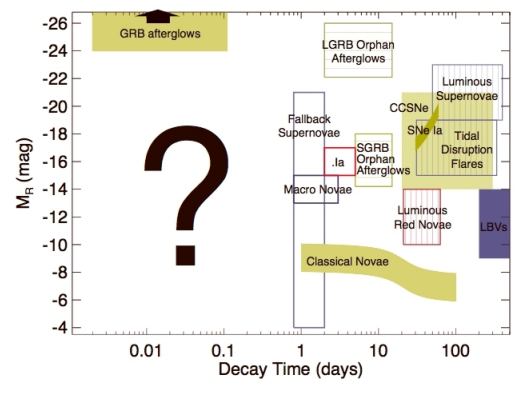 -26
-24
-22
-20
-18
-16
-14
-12
-10
-8
-6
-4
M_R (mag)
GRB afterglows
LGRB Orphan
Afterglows
Luminous
Supernovae
CCSNe
Fallback
Supernovae
SNe Ia
Tidal
Disruption
Flares
SGRB
Orphan
Afterglows
.Ia
Macro Novae
Luminous
Red Novae
LBVs
Classical Novae
?
0.01
0.1
1
10
100
Decay Time (days)